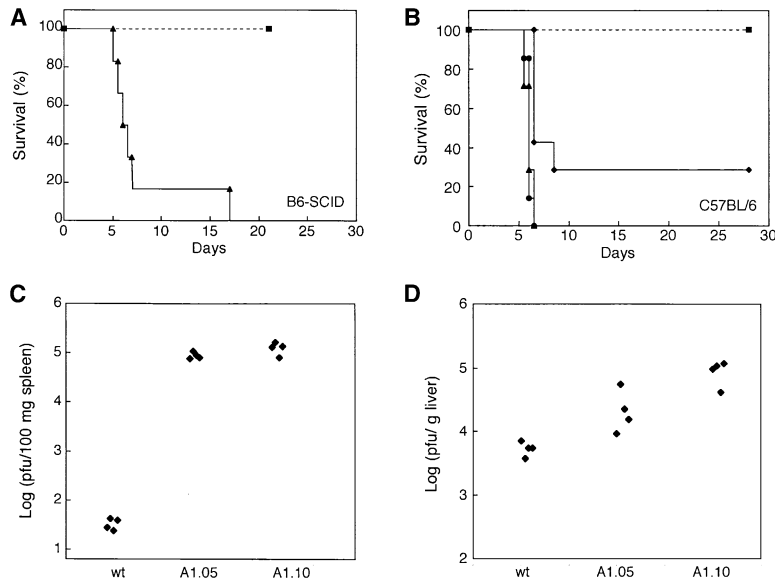 A
Survival (%)
100
80
60
40
20
0
0 5 10 15 20 25 30
Days
B6-SCID
B
Survival (%)
100
80
60
40
20
0
0 5 10 15 20 25 30
Days
C57BL/6
C
Log (pfu/100 mg spleen)
6
5
4
3
2
1
wt A1.05 A1.10
D
Log (pfu/ g liver)
6
5
4
3
2
wt A1.05 A1.10